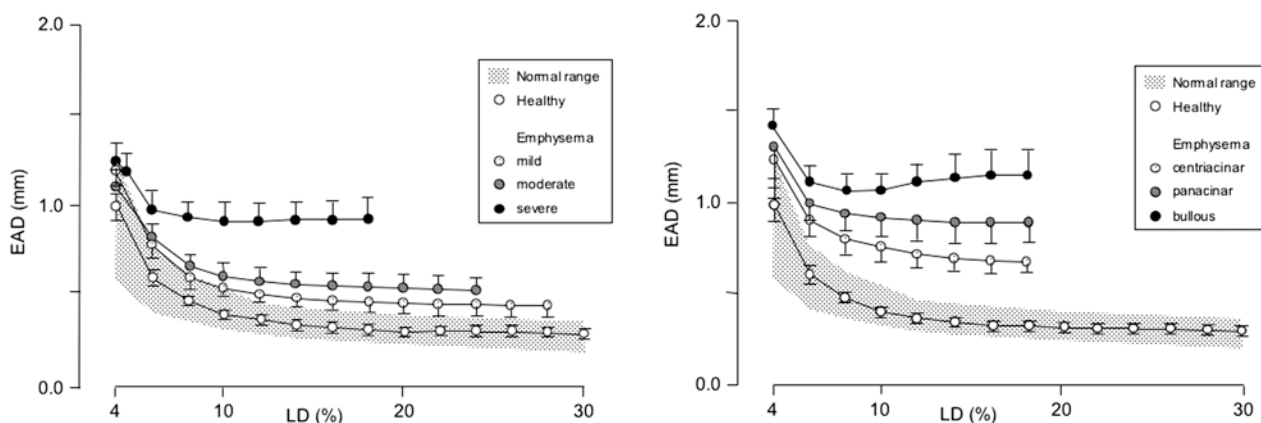 2.0
1.0
0.0
EAD (mm)
4
10
20
30
LD (%)
Normal range
Healthy
Emphysema
mild
moderate
severe
2.0
1.0
0.0
EAD (mm)
4
10
20
30
LD (%)
Normal range
Healthy
Emphysema
centriacinar
panacinar
bullous